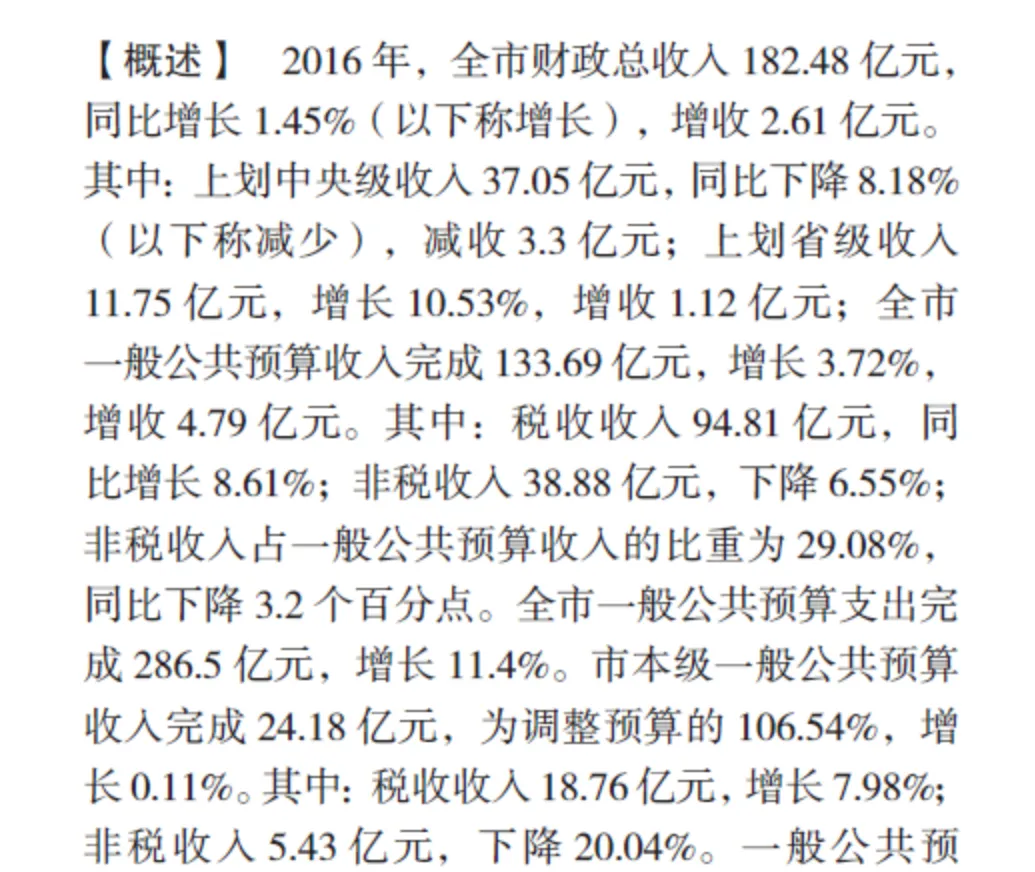 【概述】 2016 年，全市财政总收入 182.48 亿元，
同比增长 1.45%（以下称增长），增收 2.61 亿元。
其中：上划中央级收入 37.05 亿元，同比下降 8.18%
（以下称减少），减收 3.3 亿元；上划省级收入
11.75 亿元，增长 10.53%，增收 1.12 亿元；全市
一般公共预算收入完成 133.69 亿元，增长 3.72%，
增收 4.79 亿元。其中：税收收入 94.81 亿元，同
比增长 8.61%；非税收入 38.88 亿元，下降 6.55%；
非税收入占一般公共预算收入的比重为 29.08%，
同比下降 3.2 个百分点。全市一般公共预算支出完
成 286.5 亿元，增长 11.4%。市本级一般公共预算
收入完成 24.18 亿元，为调整预算的 106.54%，增
长 0.11%。其中：税收收入 18.76 亿元，增长 7.98%；
非税收入 5.43 亿元，下降 20.04%。一般公共预